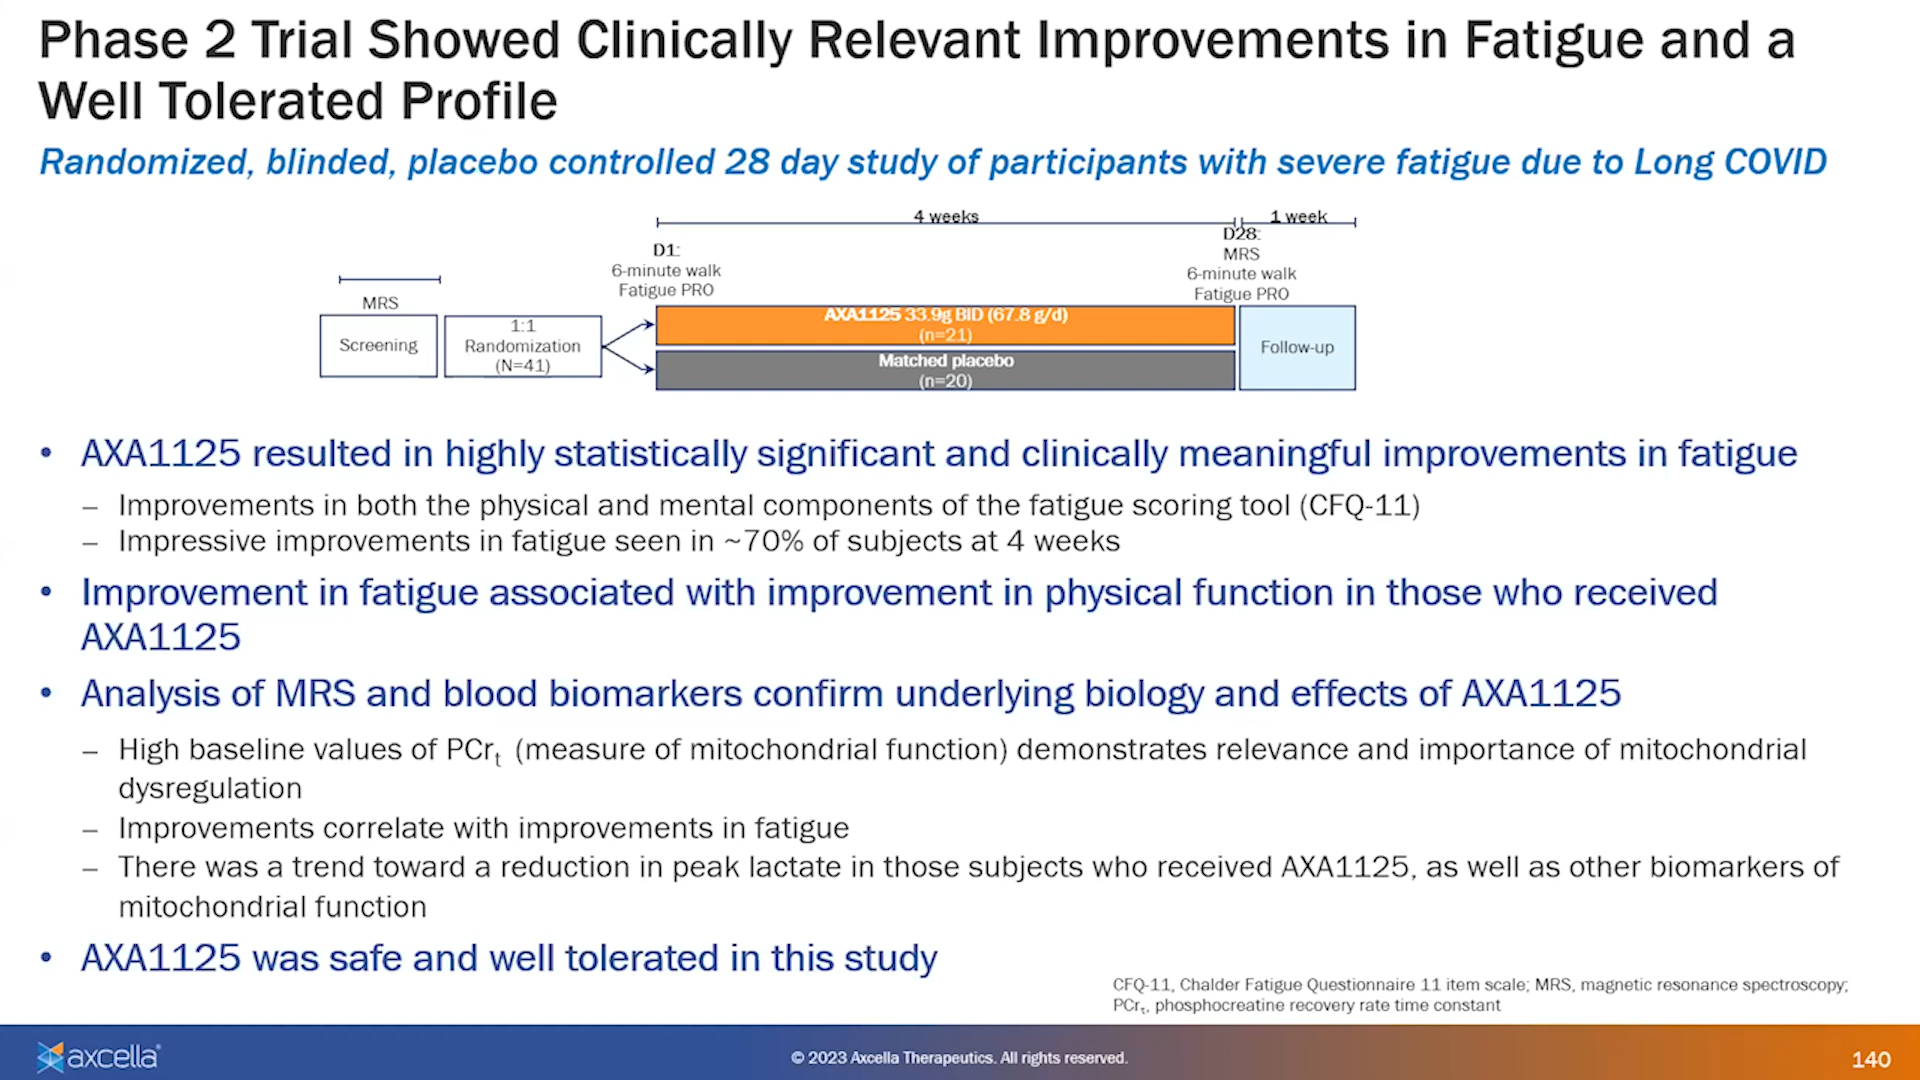 Phase 2 Trial Showed Clinically Relevant Improvements in Fatigue and a
Well Tolerated Profile
Randomized, blinded, placebo controlled 28 day study of participants with severe fatigue due to Long COVID
4 weeks
1 week
D1:
6-minute walk
Fatigue PRO
D28:
MRS
6-minute walk
Fatigue PRO
MRS
Screening
1:1
Randomization
(N=41)
AXA1125 33.9g BID (67.8 g/d)
(n=21)
Matched placebo
(n=20)
Follow-up
• AXA1125 resulted in highly statistically significant and clinically meaningful improvements in fatigue
– Improvements in both the physical and mental components of the fatigue scoring tool (CFQ-11)
– Impressive improvements in fatigue seen in ~70% of subjects at 4 weeks
• Improvement in fatigue associated with improvement in physical function in those who received
AXA1125
• Analysis of MRS and blood biomarkers confirm underlying biology and effects of AXA1125
– High baseline values of PCrt (measure of mitochondrial function) demonstrates relevance and importance of mitochondrial
dysregulation
– Improvements correlate with improvements in fatigue
– There was a trend toward a reduction in peak lactate in those subjects who received AXA1125, as well as other biomarkers of
mitochondrial function
• AXA1125 was safe and well tolerated in this study
CFQ-11, Chalder Fatigue Questionnaire 11 item scale; MRS, magnetic resonance spectroscopy;
PCrτ, phosphocreatine recovery rate time constant
axcella®
© 2023 Axcella Therapeutics. All rights reserved.
140